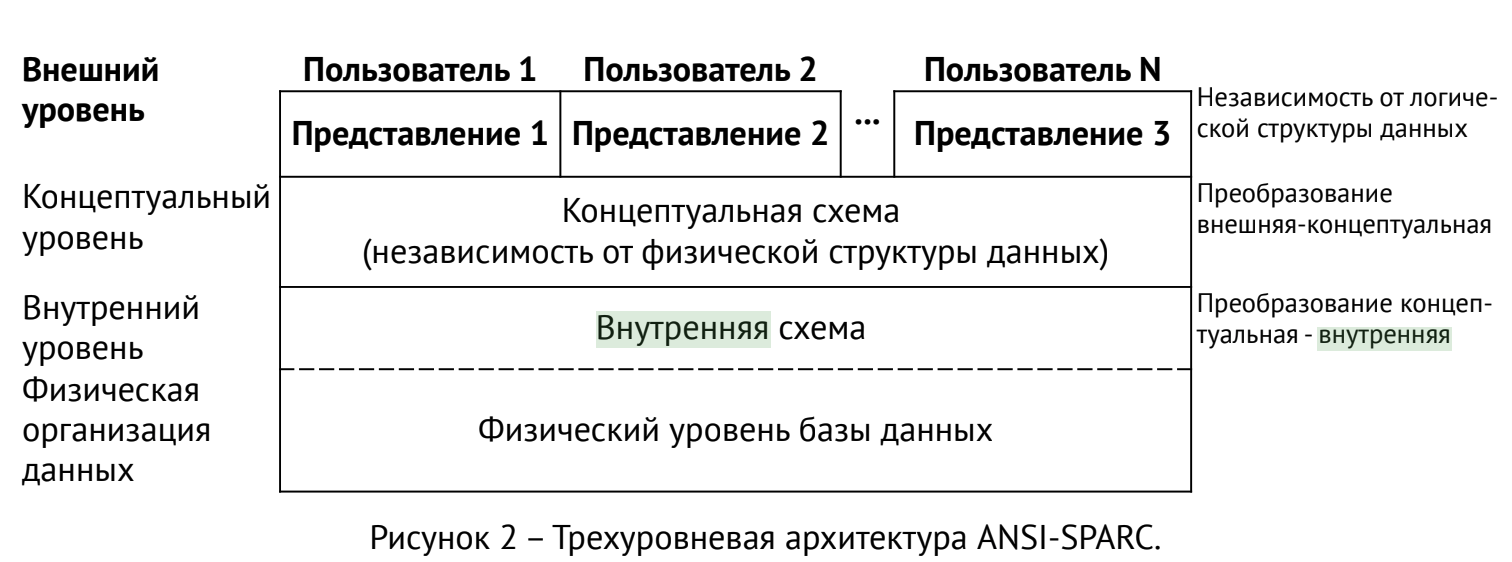 Внешний
уровень
Пользователь 1
Пользователь 2
Пользователь N
Представление 1
Представление 2
...
Представление 3
Независимость от логиче-
ской структуры данных
Концептуальный
уровень
Концептуальная схема
(независимость от физической структуры данных)
Преобразование
внешняя-концептуальная
Внутренний
уровень
Внутренняя схема
Преобразование концеп-
туальная - внутренняя
Физическая
организация
данных
Физический уровень базы данных
Рисунок 2 – Трехуровневая архитектура ANSI-SPARC.